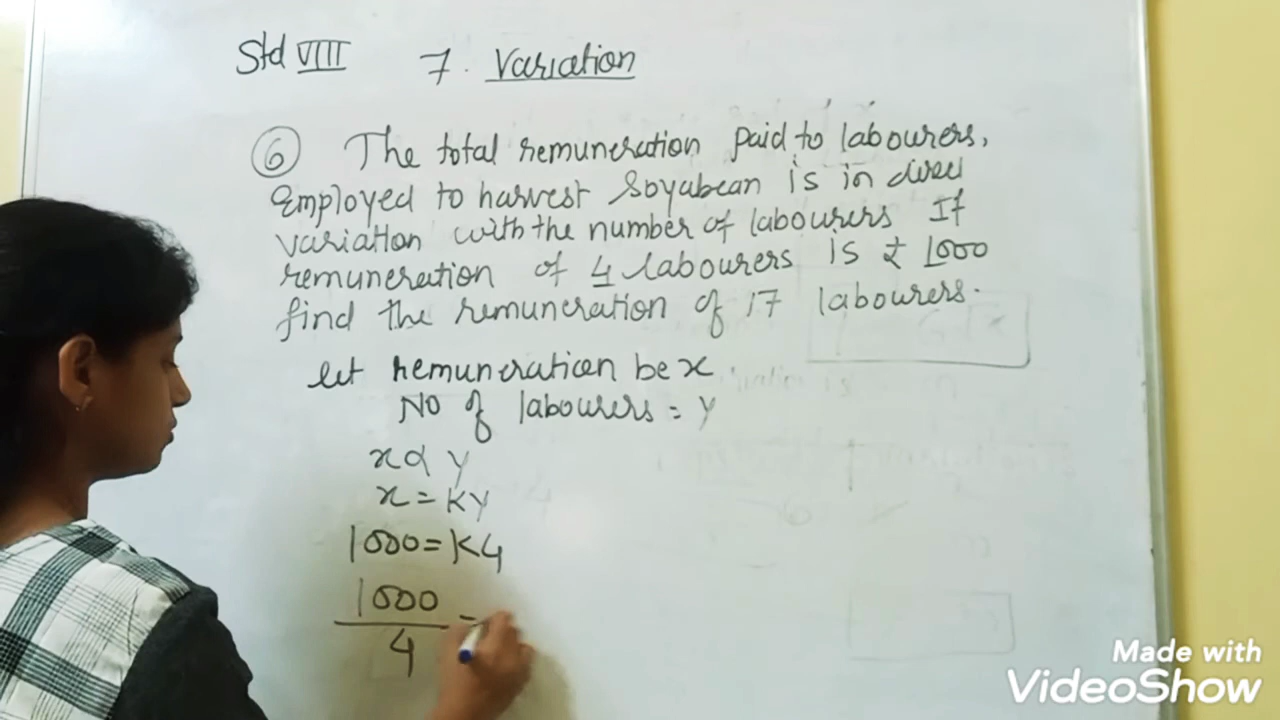 Std VIII 7. Variation
6 The total remuneration paid to labourers,
Employed to harvest Soyabean is in direct
variation with the number of labourers If
remuneration of 4 labourers is ₹ 1000
find the remuneration of 17 labourers.
let remuneration be x.
NO of labourers = y
x ∝ y
x = Ky
1000 = K4
1000
4 =
Made with
VideoShow